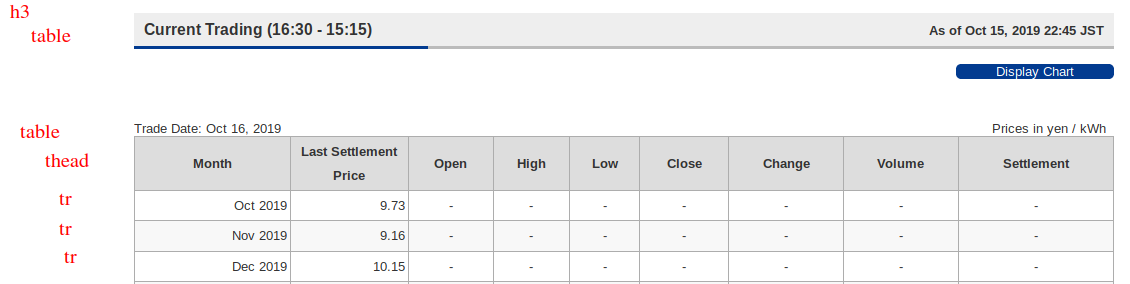 h3
table
Current Trading (16:30 - 15:15) As of Oct 15, 2019 22:45 JST
Display Chart
table
Trade Date: Oct 16, 2019 Prices in yen / kWh
thead
Month Last Settlement Price Open High Low Close Change Volume Settlement
tr
Oct 2019 9.73 - - - - - - -
tr
Nov 2019 9.16 - - - - - - -
tr
Dec 2019 10.15 - - - - - - -